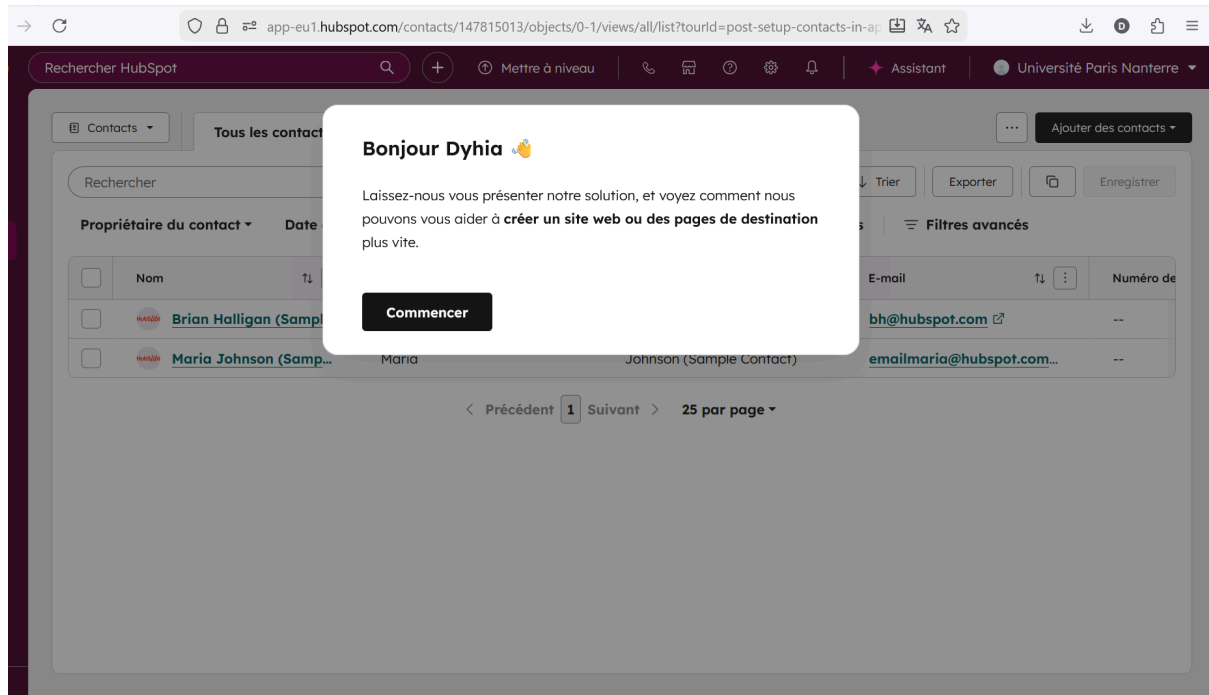 app-eu1.hubspot.com/contacts/147815013/objects/0-1/views/all/list?tourId=post-setup-contacts-in-ap
D
Rechercher HubSpot
Mettre à niveau
Assistant
Université Paris Nanterre
Contacts
Tous les contact
Ajouter des contacts
Bonjour Dyhia 👋
Laissez-nous vous présenter notre solution, et voyez comment nous
pouvons vous aider à créer un site web ou des pages de destination
plus vite.
Commencer
Rechercher
Trier
Exporter
Enregistrer
Propriétaire du contact
Date
s
Filtres avancés
Nom
E-mail
Numéro de
Brian Halligan (Sampl
bh@hubspot.com
--
Maria Johnson (Samp...
Maria
Johnson (Sample Contact)
emailmaria@hubspot.com...
--
Précédent 1 Suivant 25 par page